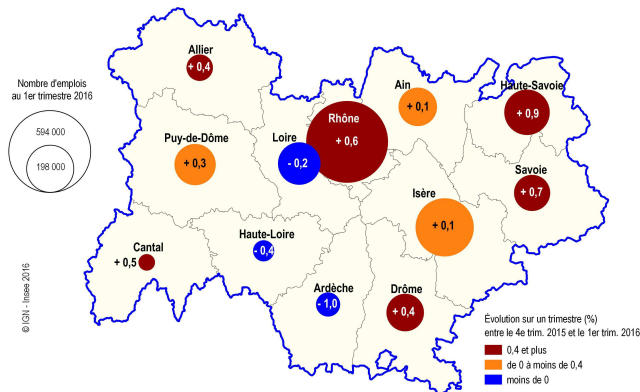 Allier
+ 0,4
Nombre d'emplois
au 1er trimestre 2016
594 000
198 000
Ain
+ 0,1
Haute-Savoie
+ 0,9
Rhône
+ 0,6
Puy-de-Dôme
+ 0,3
Loire
- 0,2
Savoie
+ 0,7
Isère
+ 0,1
Haute-Loire
- 0,4
Cantal
+ 0,5
Ardèche
- 1,0
Drôme
+ 0,4
© IGN - Insee 2016
Évolution sur un trimestre (%)
entre le 4e trim. 2015 et le 1er trim. 2016
0,4 et plus
de 0 à moins de 0,4
moins de 0